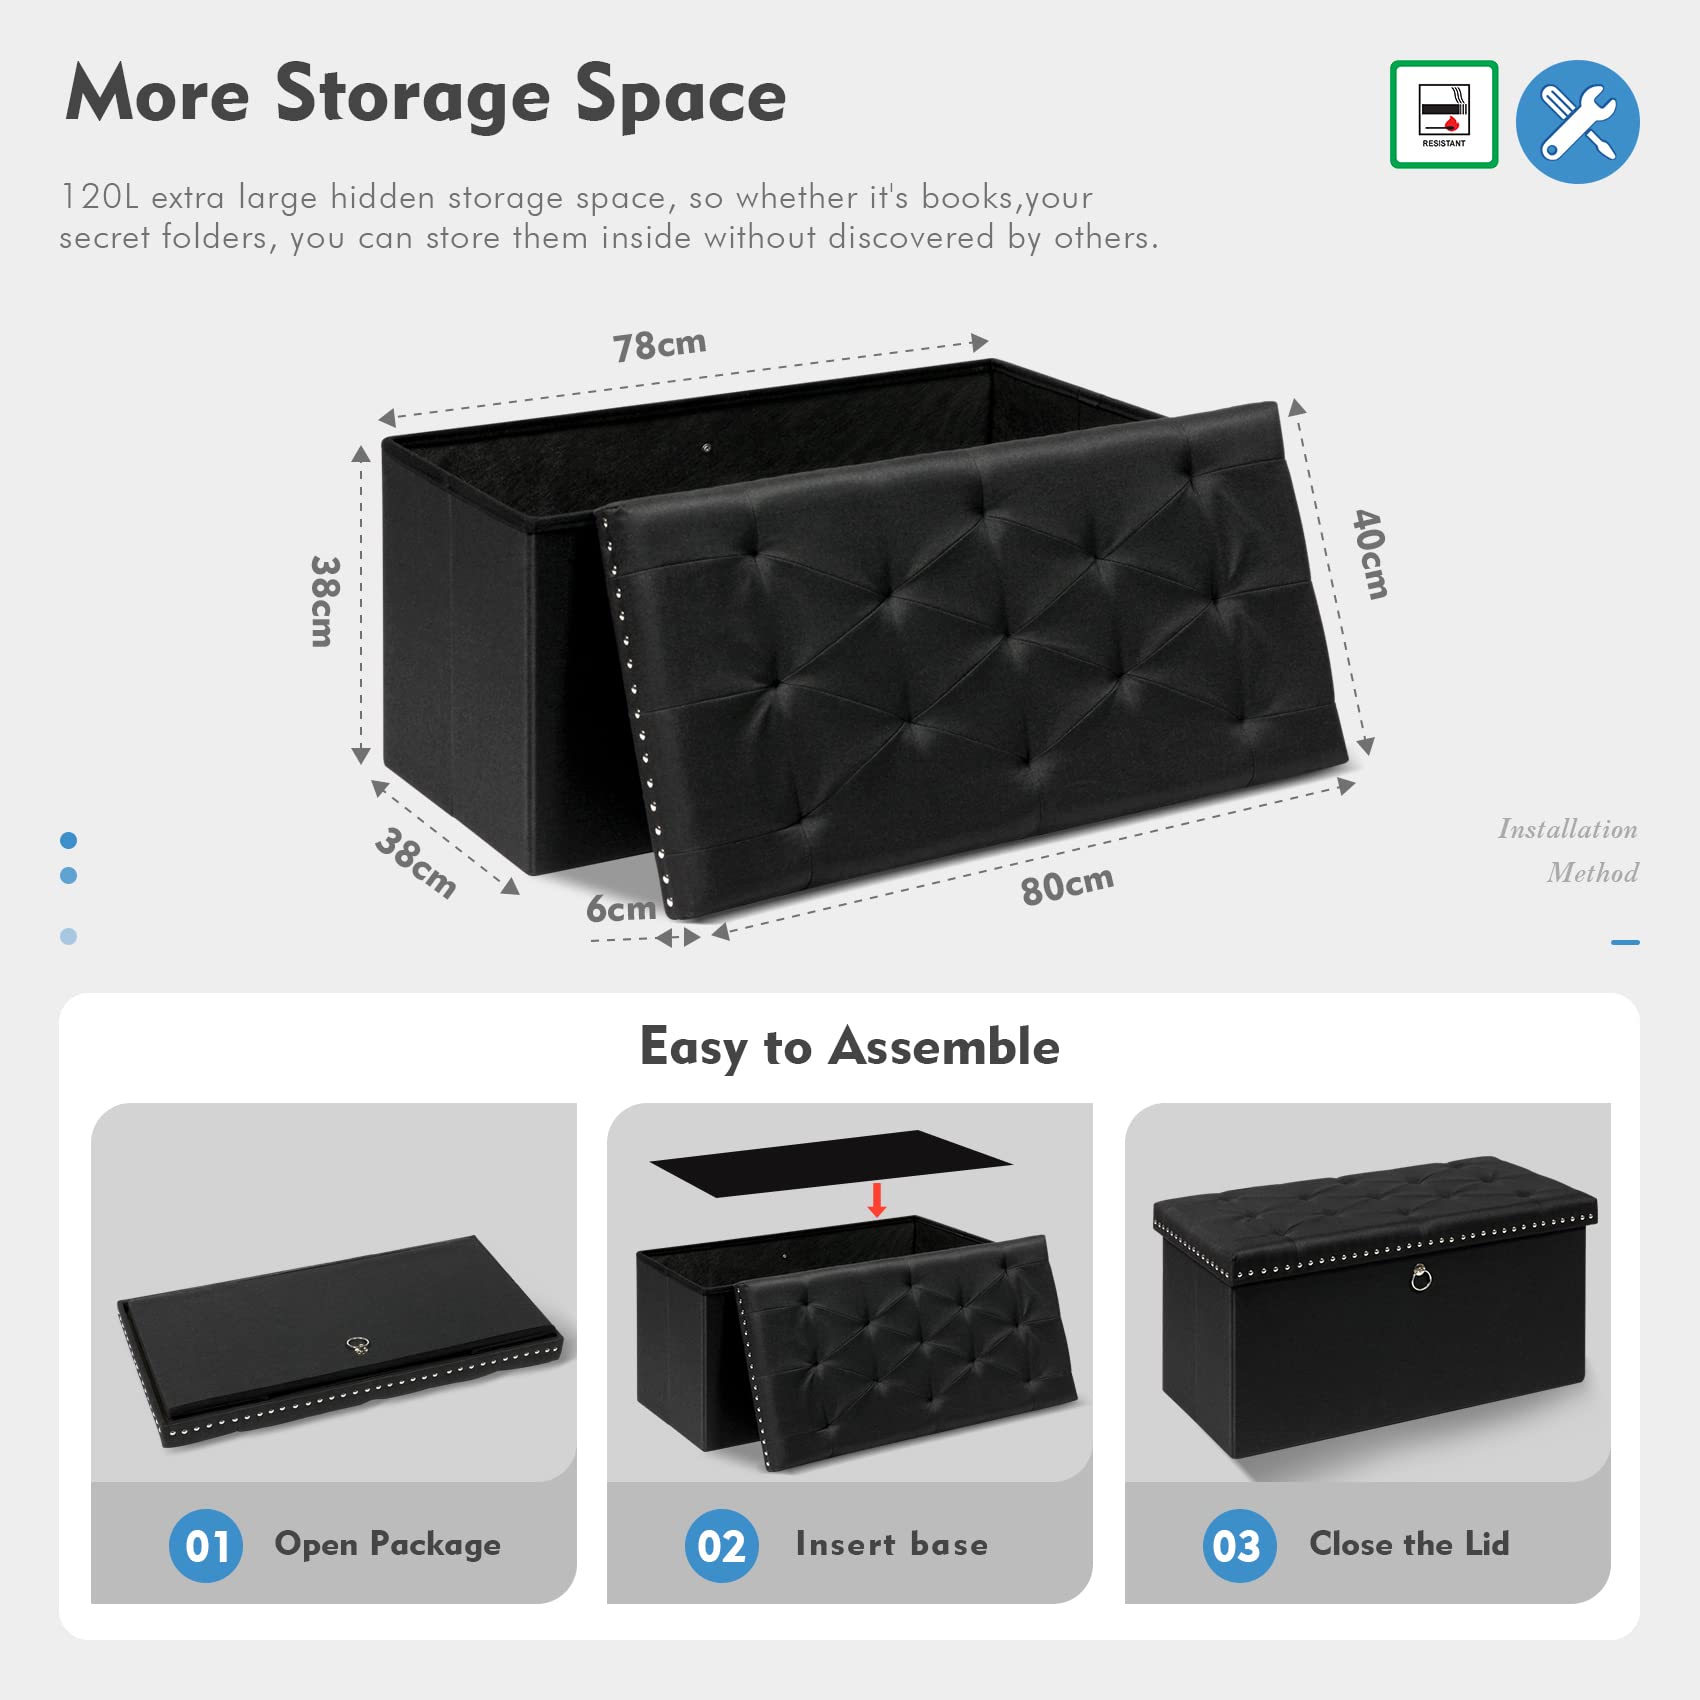 More Storage Space
RESISTANT
120L extra large hidden storage space, so whether it's books,your
secret folders, you can store them inside without discovered by others.
78cm
38cm
40cm
38cm
6cm
80cm
Installation
Method
Easy to Assemble
01 Open Package
02 Insert base
03 Close the Lid